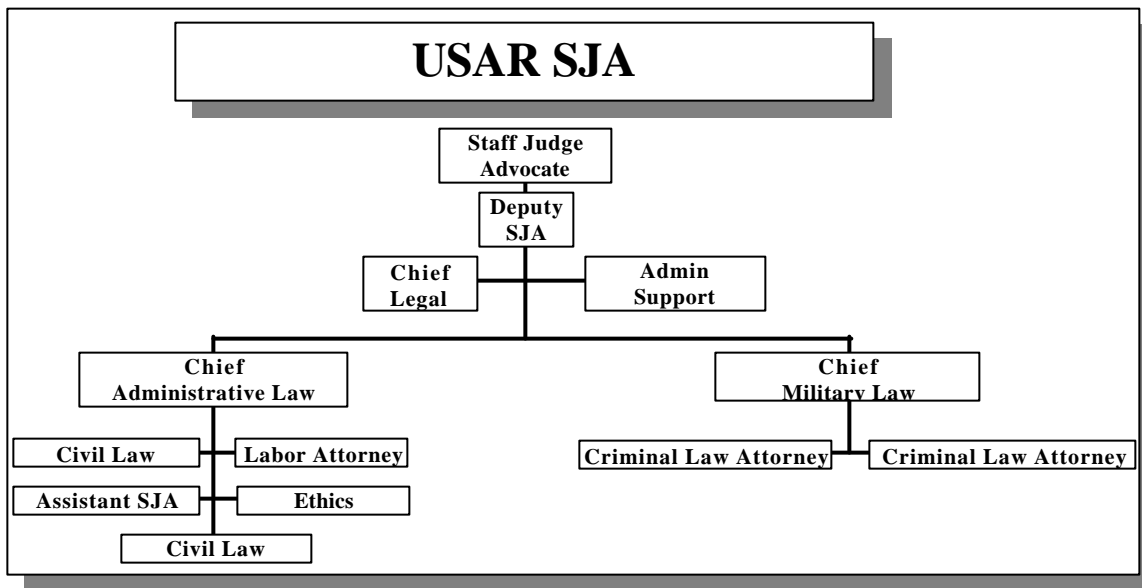 USAR SJA
Staff Judge
Advocate
Deputy
SJA
Chief
Legal
Admin
Support
Chief
Administrative Law
Chief
Military Law
Civil Law
Labor Attorney
Criminal Law Attorney
Criminal Law Attorney
Assistant SJA
Ethics
Civil Law